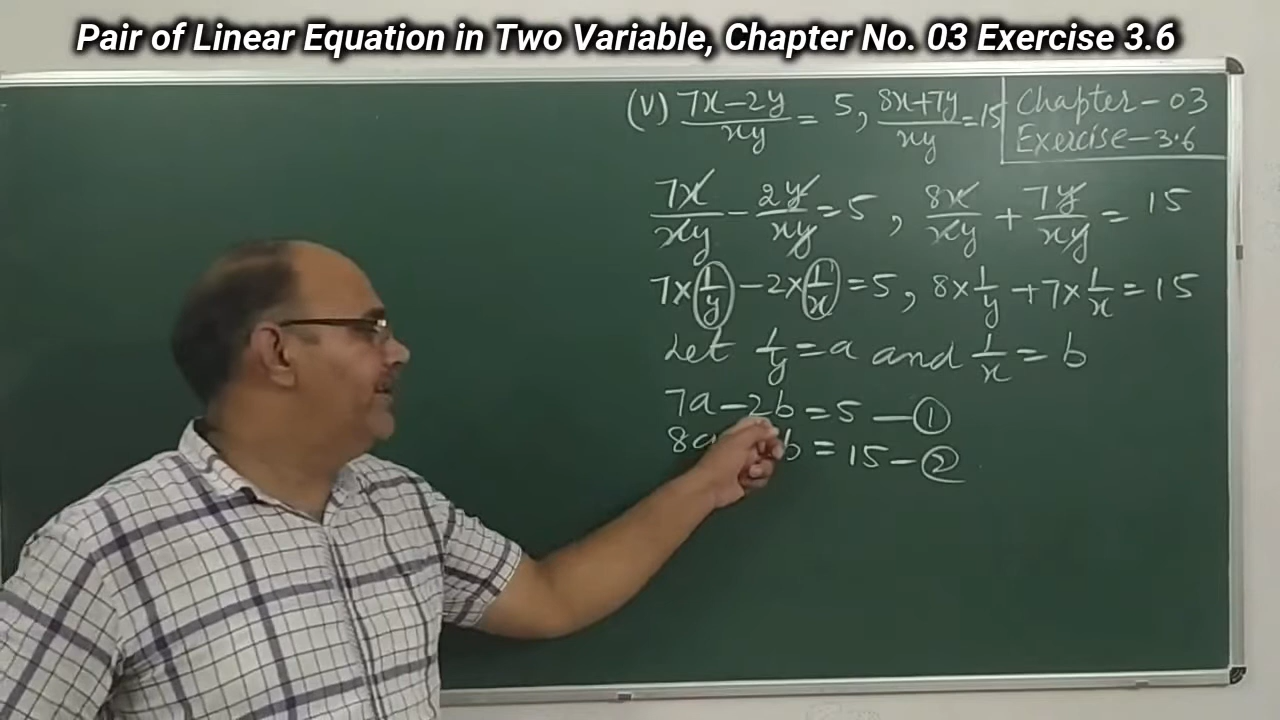 Pair of Linear Equation in Two Variable, Chapter No. 03 Exercise 3.6
(V) (7x-2y)/xy = 5, (8x+7y)/xy = 15
Chapter-03
Exercise-3.6
7x/xy - 2y/xy = 5, 8x/xy + 7y/xy = 15
7×1/y - 2×1/x = 5, 8×1/y + 7×1/x = 15
Let 1/y = a and 1/x = b
7a-2b=5 - ①
8a b = 15 - ②